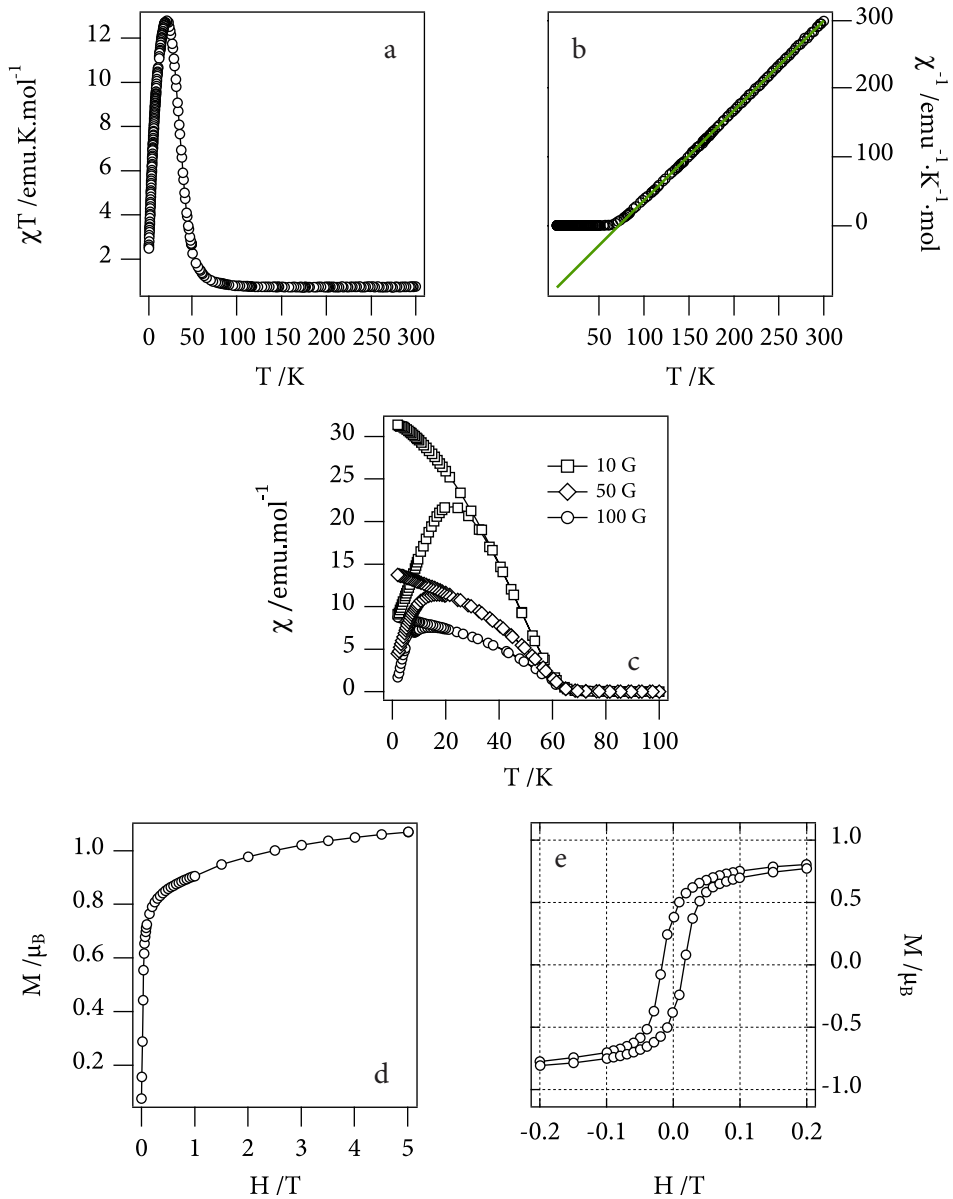 a
12
10
8
6
4
2
χT /emu.K.mol⁻¹
0 50 100 150 200 250 300
T /K
b
300
200
100
0
χ⁻¹ /emu⁻¹·K⁻¹·mol
50 100 150 200 250 300
T /K
30
25
20
15
10
5
0
χ /emu.mol⁻¹
10 G
50 G
100 G
c
0 20 40 60 80 100
T /K
1.0
0.8
0.6
0.4
0.2
M /μB
d
0 1 2 3 4 5
H /T
e
1.0
0.5
0.0
-0.5
-1.0
M /μB
-0.2 -0.1 0.0 0.1 0.2
H /T